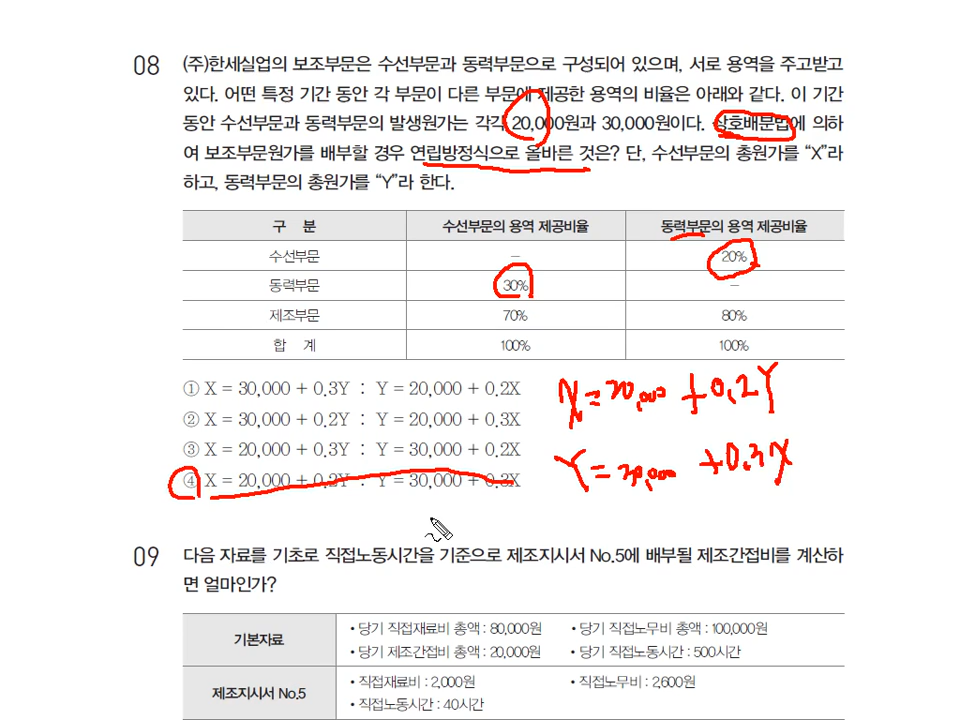 08 (주)한세실업의 보조부문은 수선부문과 동력부문으로 구성되어 있으며, 서로 용역을 주고받고
있다. 어떤 특정 기간 동안 각 부문이 다른 부문에 제공한 용역의 비율은 아래와 같다. 이 기간
동안 수선부문과 동력부문의 발생원가는 각각 20,000원과 30,000원이다. 상호배문법에 의하
여 보조부문원가를 배부할 경우 연립방정식으로 올바른 것은? 단, 수선부문의 총원가를 “X”라
하고, 동력부문의 총원가를 “Y”라 한다.
구 분 수선부문의 용역 제공비율 동력부문의 용역 제공비율
수선부문 – 20%
동력부문 30% –
제조부문 70% 80%
합 계 100% 100%
① X = 30,000 + 0.3Y : Y = 20,000 + 0.2X
② X = 30,000 + 0.2Y : Y = 20,000 + 0.3X
③ X = 20,000 + 0.3Y : Y = 30,000 + 0.2X
④ X = 20,000 + 0.2Y : Y = 30,000 + 0.3X
X = 20,000 + 0.2Y
Y = 30,000 + 0.3X
09 다음 자료를 기초로 직접노동시간을 기준으로 제조지시서 No.5에 배부될 제조간접비를 계산하
면 얼마인가?
기본자료
• 당기 직접재료비 총액 : 80,000원 • 당기 직접노무비 총액 : 100,000원
• 당기 제조간접비 총액 : 20,000원 • 당기 직접노동시간 : 500시간
제조지시서 No.5
• 직접재료비 : 2,000원 • 직접노무비 : 2,600원
• 직접노동시간 : 40시간